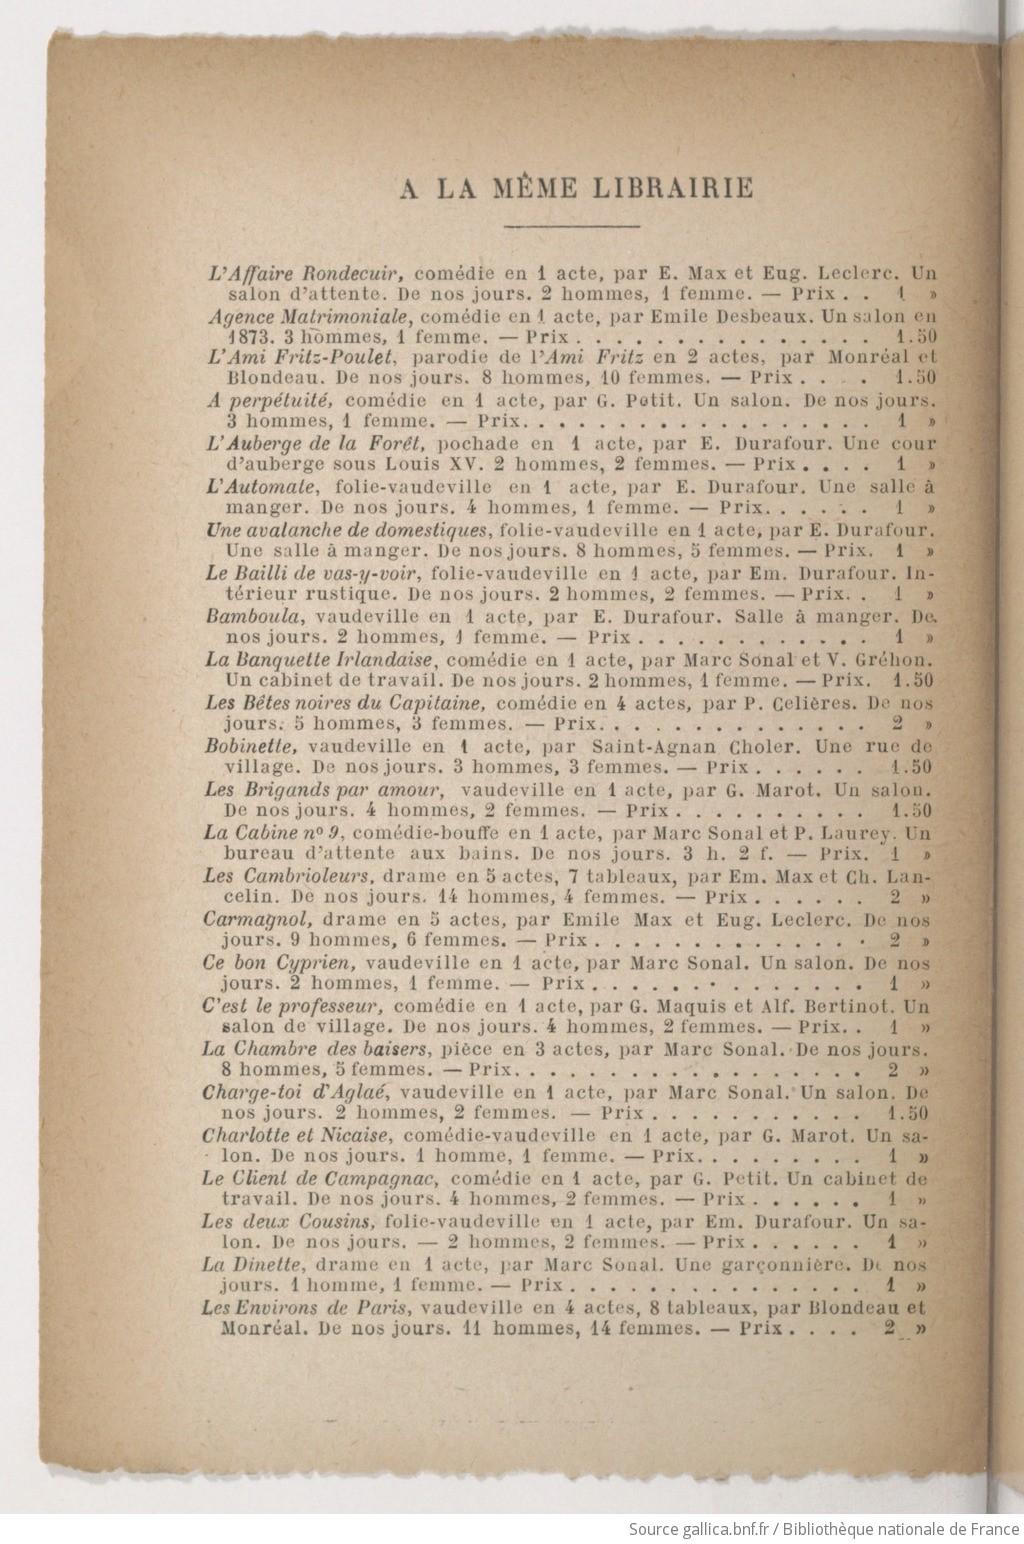 A LA MÊME LIBRAIRIE
L'Affaire Rondecuir, comédie en 1 acte, par E. Max et Eug. Leclerc. Un
salon d'attente. De nos jours. 2 hommes, 1 femme. — Prix . . 1 »
Agence Matrimoniale, comédie en 1 acte, par Emile Desbeaux. Un salon en
1873. 3 hommes, 1 femme. — Prix . . . . . . . . . . . . . . . 1.50
L'Ami Fritz-Poulet, parodie de l'Ami Fritz en 2 actes, par Monréal et
Blondeau. De nos jours. 8 hommes, 10 femmes. — Prix . . . . 1.50
A perpétuité, comédie en 1 acte, par G. Petit. Un salon. De nos jours.
3 hommes, 1 femme. — Prix. . . . . . . . . . . . . . . . . . 1 »
L'Auberge de la Forêt, pochade en 1 acte, par E. Durafour. Une cour
d'auberge sous Louis XV. 2 hommes, 2 femmes. — Prix . . . . 1 »
L'Automate, folie-vaudeville en 1 acte, par E. Durafour. Une salle à
manger. De nos jours. 4 hommes, 1 femme. — Prix. . . . . . 1 »
Une avalanche de domestiques, folie-vaudeville en 1 acte, par E. Durafour.
Une salle à manger. De nos jours. 8 hommes, 5 femmes. — Prix. 1 »
Le Bailli de vas-y-voir, folie-vaudeville en 1 acte, par Em. Durafour. In-
térieur rustique. De nos jours. 2 hommes, 2 femmes. — Prix. . 1 »
Bamboula, vaudeville en 1 acte, par E. Durafour. Salle à manger. De
nos jours. 2 hommes, 1 femme. — Prix . . . . . . . . . . . . 1 »
La Banquette Irlandaise, comédie en 1 acte, par Marc Sonal et V. Gréhon.
Un cabinet de travail. De nos jours. 2 hommes, 1 femme. — Prix. 1.50
Les Bêtes noires du Capitaine, comédie en 4 actes, par P. Celières. De nos
jours. 5 hommes, 3 femmes. — Prix. . . . . . . . . . . . . . 2 »
Bobinette, vaudeville en 1 acte, par Saint-Agnan Choler. Une rue de
village. De nos jours. 3 hommes, 3 femmes. — Prix . . . . . . 1.50
Les Brigands par amour, vaudeville en 1 acte, par G. Marot. Un salon.
De nos jours. 4 hommes, 2 femmes. — Prix . . . . . . . . . . 1.50
La Cabine nº 9, comédie-bouffe en 1 acte, par Marc Sonal et P. Laurey. Un
bureau d'attente aux bains. De nos jours. 3 h. 2 f. — Prix. 1 »
Les Cambrioleurs, drame en 5 actes, 7 tableaux, par Em. Max et Ch. Lan-
celin. De nos jours. 14 hommes, 4 femmes. — Prix . . . . . . 2 »
Carmagnol, drame en 5 actes, par Emile Max et Eug. Leclerc. De nos
jours. 9 hommes, 6 femmes. — Prix . . . . . . . . . . . . . . 2 »
Ce bon Cyprien, vaudeville en 1 acte, par Marc Sonal. Un salon. De nos
jours. 2 hommes, 1 femme. — Prix . . . . . . . . . . . . . . 1 »
C'est le professeur, comédie en 1 acte, par G. Maquis et Alf. Bertinot. Un
salon de village. De nos jours. 4 hommes, 2 femmes. — Prix. . 1 »
La Chambre des baisers, pièce en 3 actes, par Marc Sonal. De nos jours.
8 hommes, 5 femmes. — Prix. . . . . . . . . . . . . . . . . . 2 »
Charge-toi d'Aglaé, vaudeville en 1 acte, par Marc Sonal. Un salon. De
nos jours. 2 hommes, 2 femmes. — Prix . . . . . . . . . . . 1.50
Charlotte et Nicaise, comédie-vaudeville en 1 acte, par G. Marot. Un sa-
lon. De nos jours. 1 homme, 1 femme. — Prix. . . . . . . . . 1 »
Le Client de Campagnac, comédie en 1 acte, par G. Petit. Un cabinet de
travail. De nos jours. 4 hommes, 2 femmes. — Prix . . . . . . 1 »
Les deux Cousins, folie-vaudeville en 1 acte, par Em. Durafour. Un sa-
lon. De nos jours. — 2 hommes, 2 femmes. — Prix . . . . . . 1 »
La Dinette, drame en 1 acte, par Marc Sonal. Une garçonnière. De nos
jours. 1 homme, 1 femme. — Prix . . . . . . . . . . . . . . . 1 »
Les Environs de Paris, vaudeville en 4 actes, 8 tableaux, par Blondeau et
Monréal. De nos jours. 11 hommes, 14 femmes. — Prix . . . . 2 »
Source gallica.bnf.fr / Bibliothèque nationale de France